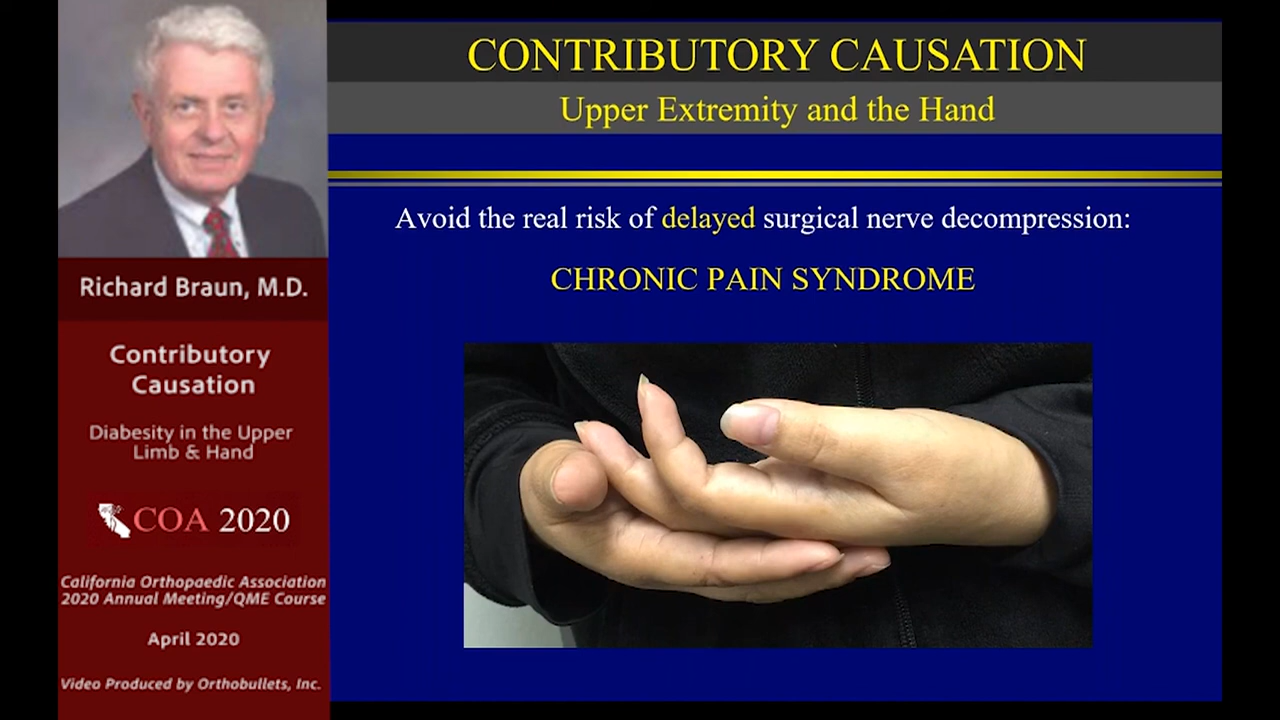 CONTRIBUTORY CAUSATION
Upper Extremity and the Hand
Avoid the real risk of delayed surgical nerve decompression:
CHRONIC PAIN SYNDROME
Richard Braun, M.D.
Contributory
Causation
Diabesity in the Upper
Limb & Hand
COA 2020
California Orthopaedic Association
2020 Annual Meeting/QME Course
April 2020
Video Produced by Orthobullets, Inc.